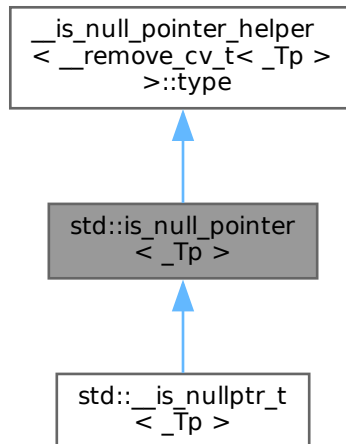 __is_null_pointer_helper
< __remove_cv_t< _Tp >
>::type
std::is_null_pointer
< _Tp >
std::__is_nullptr_t
< _Tp >